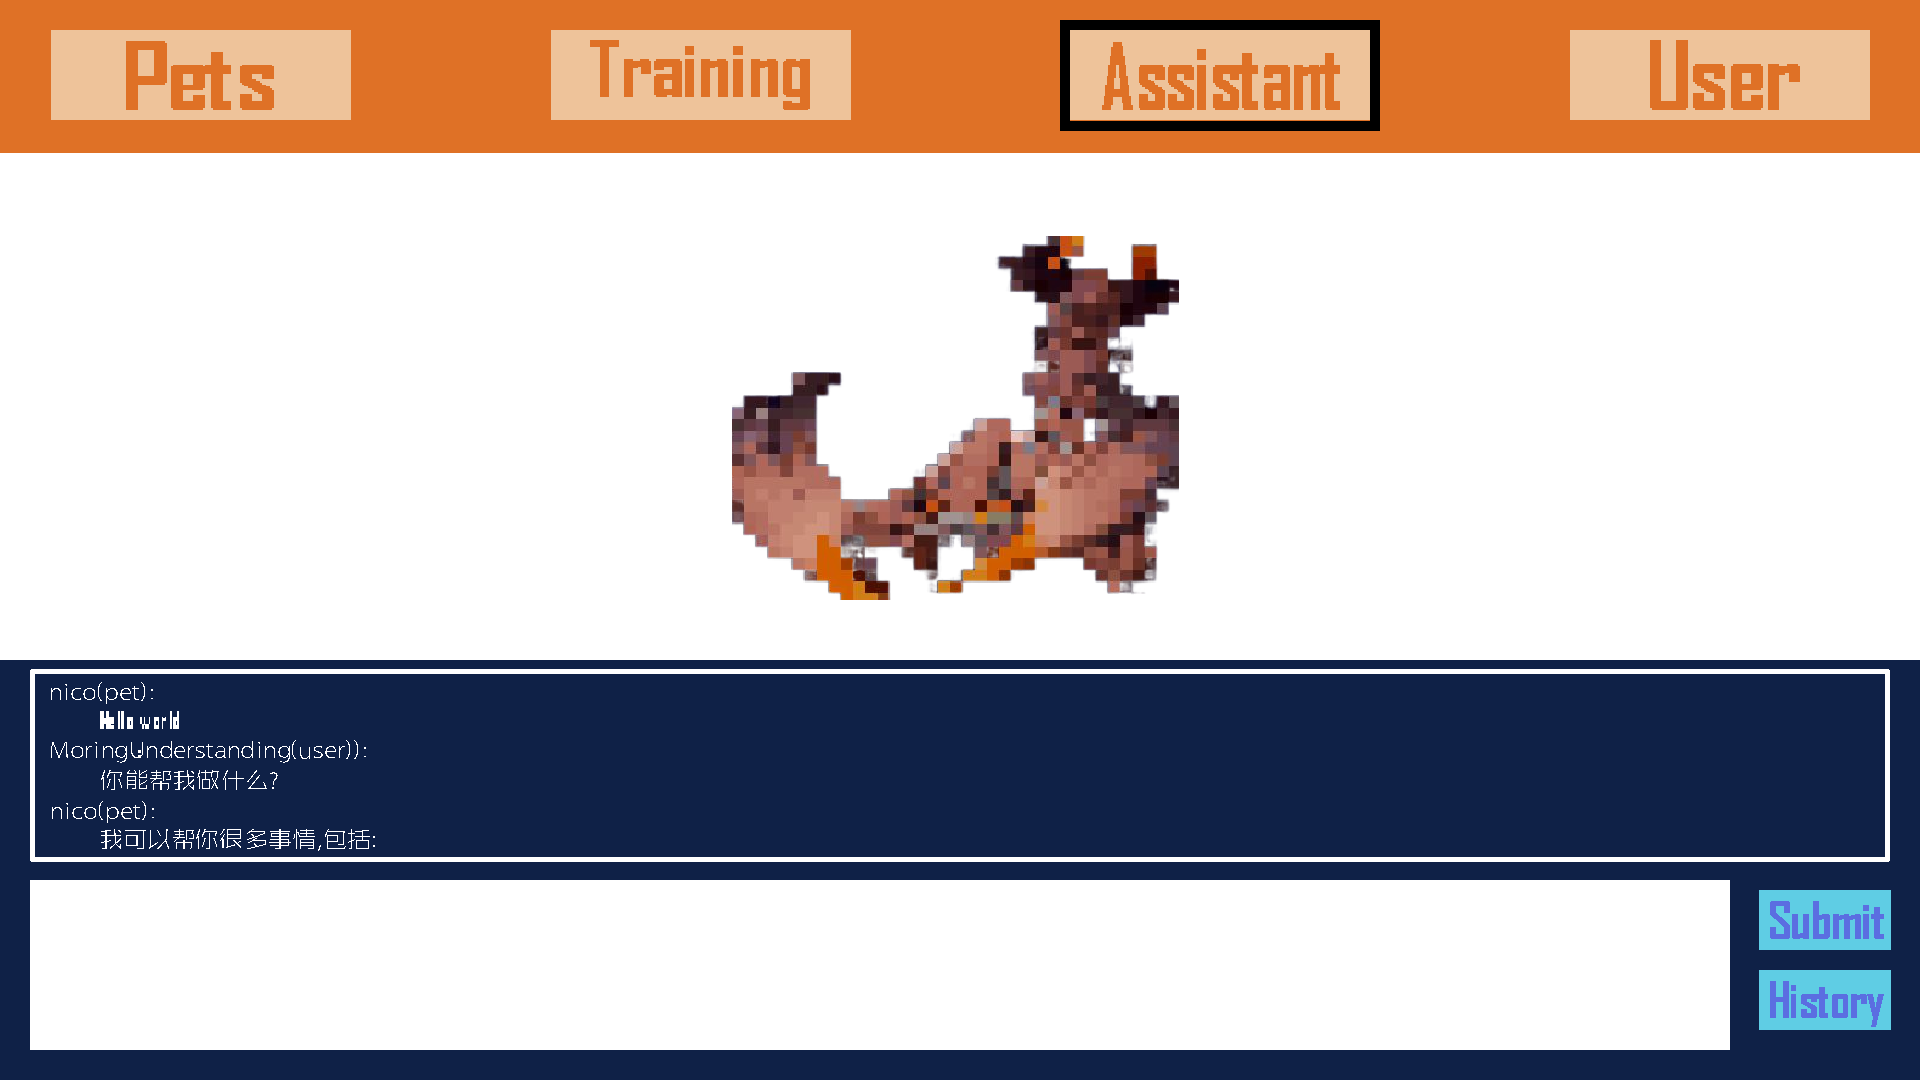 Pets
Training
Assistant
User
nico(pet):
Hello world
MoringUnderstanding(user)):
你能帮我做什么?
nico(pet):
我可以帮你很多事情,包括:
Submit
History